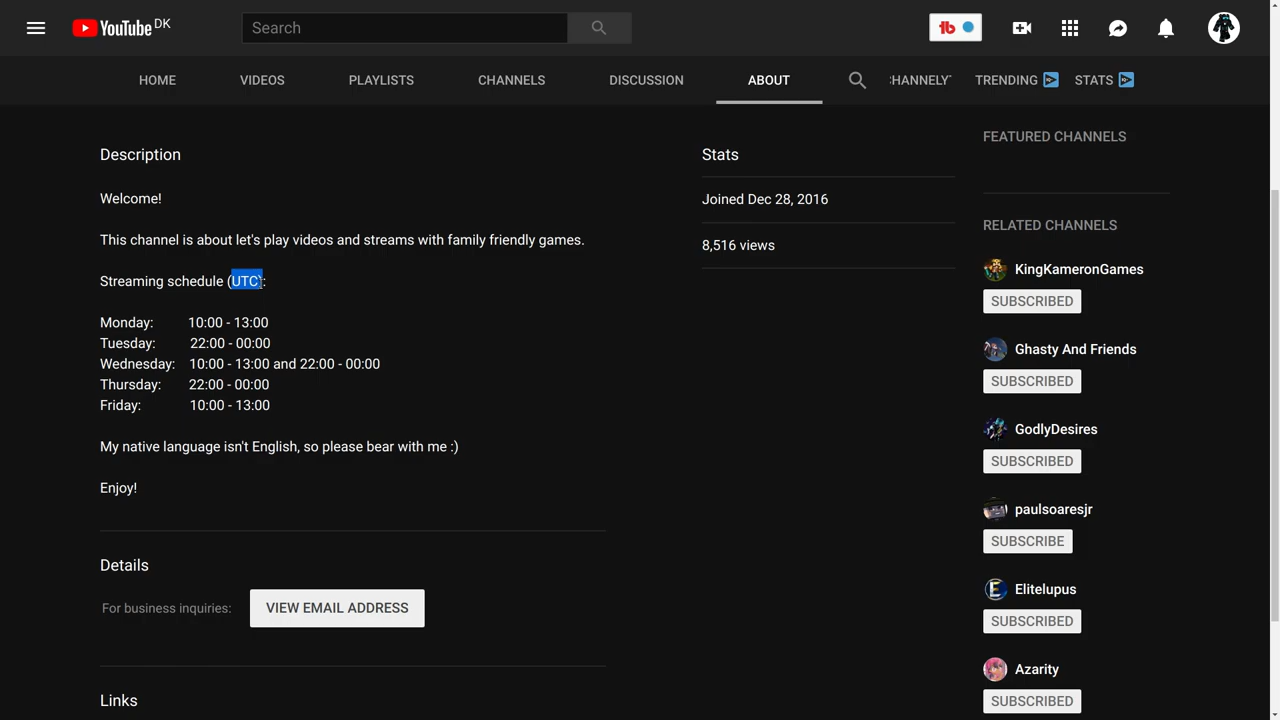 YouTube DK
Search
HOME VIDEOS PLAYLISTS CHANNELS DISCUSSION ABOUT TRENDING STATS
Description
Welcome!
This channel is about let's play videos and streams with family friendly games.
Streaming schedule (UTC):
Monday: 10:00 - 13:00
Tuesday: 22:00 - 00:00
Wednesday: 10:00 - 13:00 and 22:00 - 00:00
Thursday: 22:00 - 00:00
Friday: 10:00 - 13:00
My native language isn't English, so please bear with me :)
Enjoy!
Details
For business inquiries: VIEW EMAIL ADDRESS
Links
Stats
Joined Dec 28, 2016
8,516 views
FEATURED CHANNELS
RELATED CHANNELS
KingKameronGames
SUBSCRIBED
Ghasty And Friends
SUBSCRIBED
GodlyDesires
SUBSCRIBED
paulsoaresjr
SUBSCRIBE
Elitelupus
SUBSCRIBED
Azarity
SUBSCRIBED